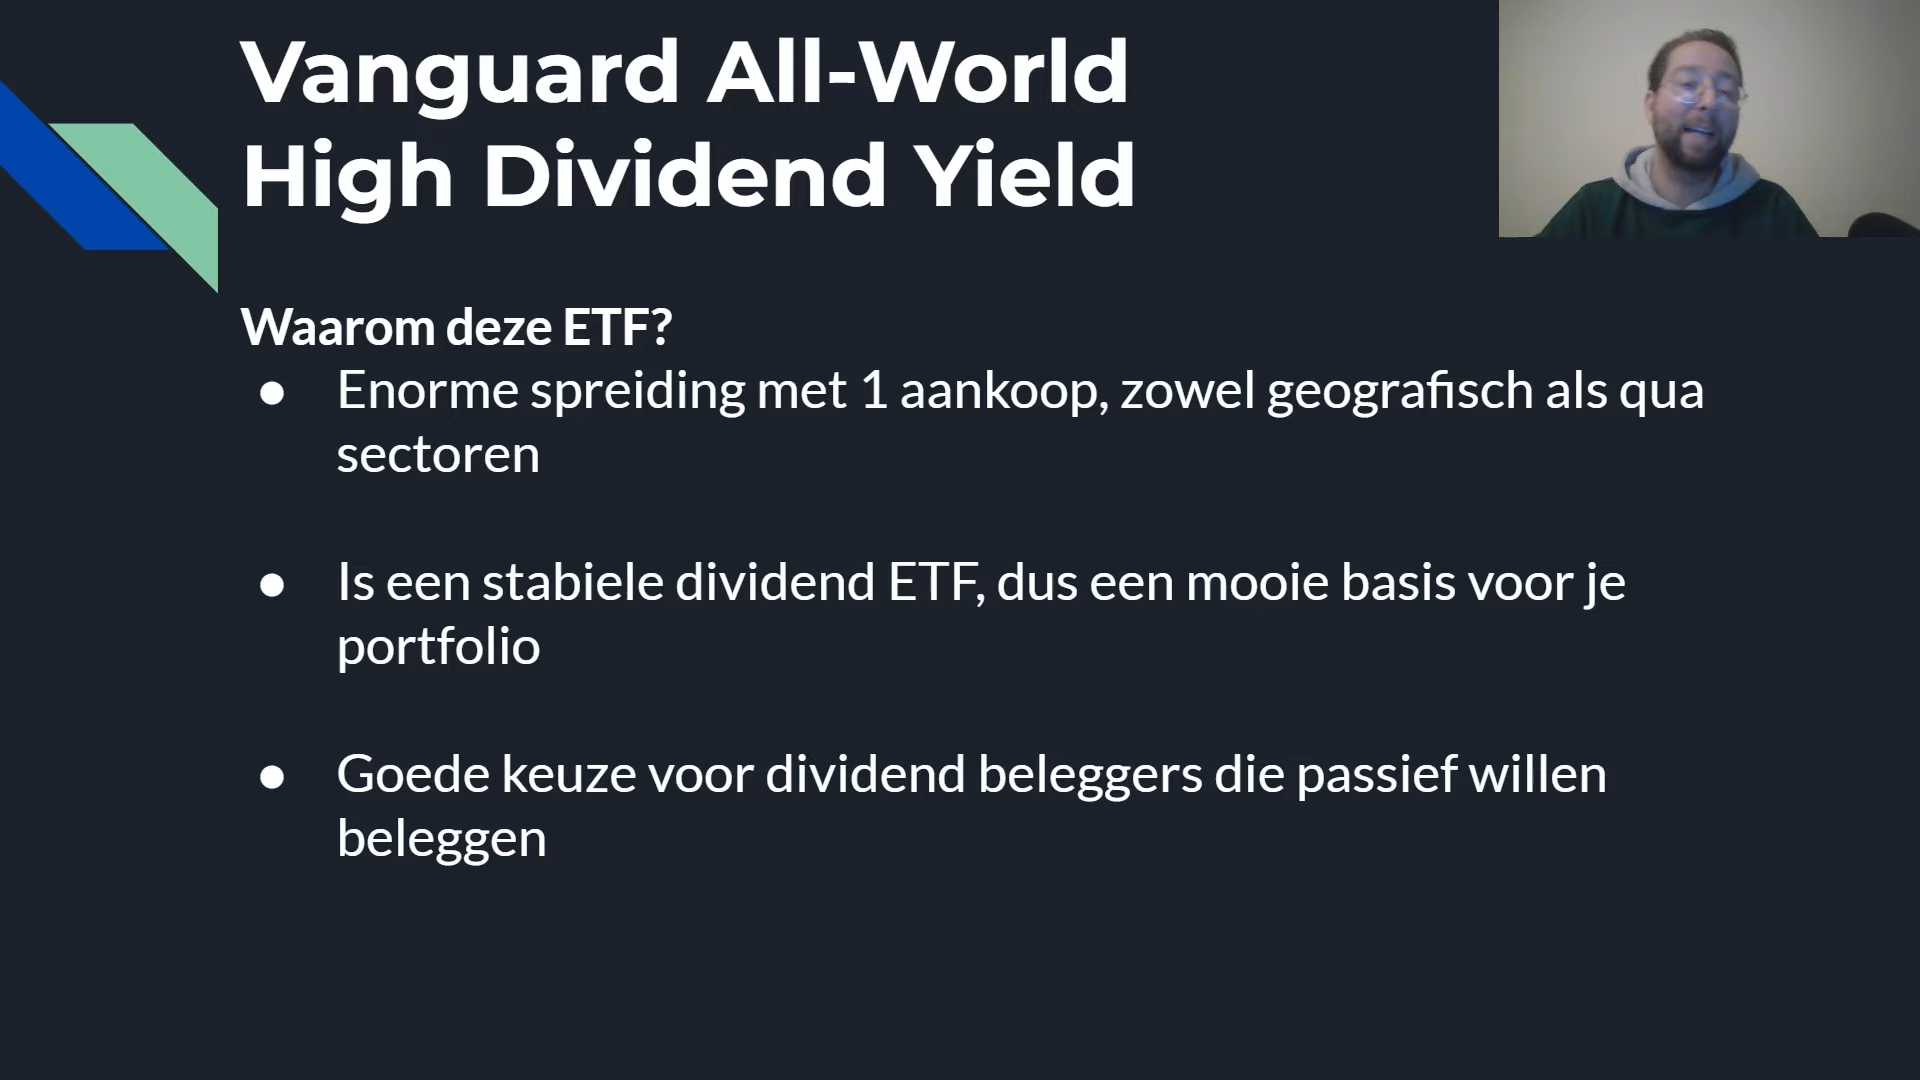 Vanguard All-World
High Dividend Yield
Waarom deze ETF?
● Enorme spreiding met 1 aankoop, zowel geografisch als qua
sectoren
● Is een stabiele dividend ETF, dus een mooie basis voor je
portfolio
● Goede keuze voor dividend beleggers die passief willen
beleggen